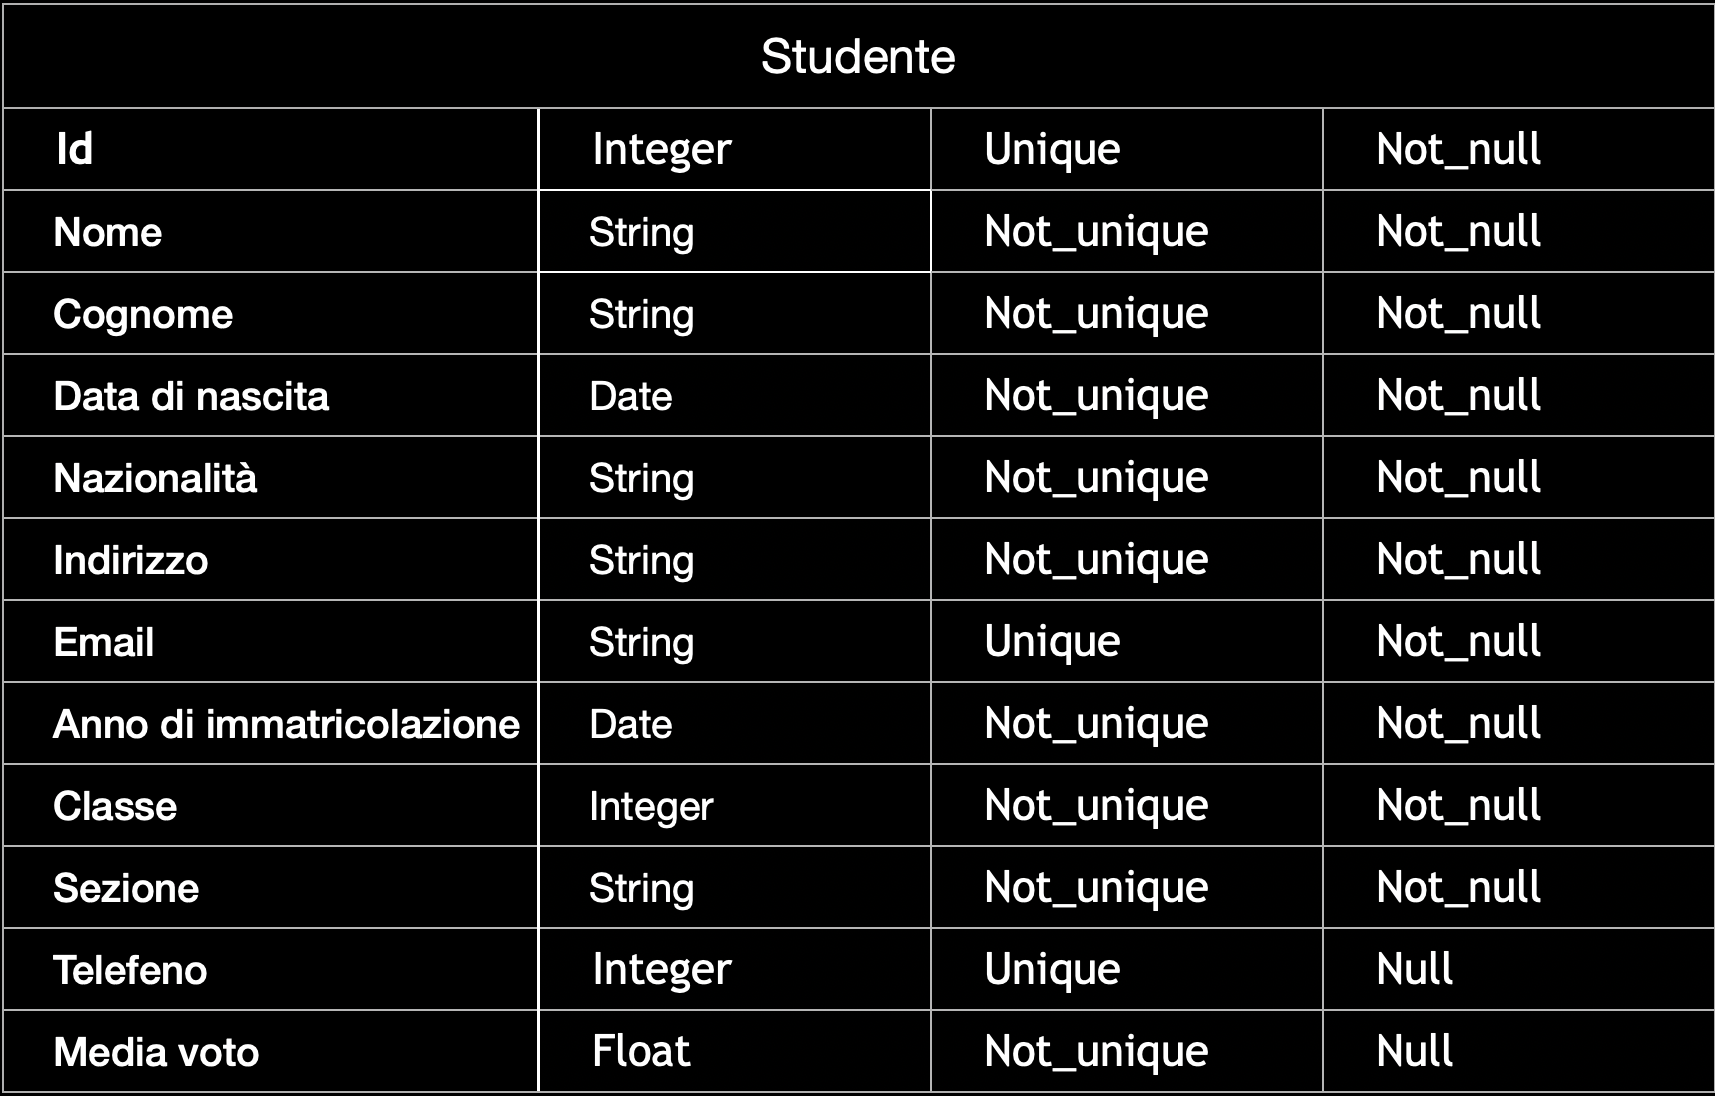 Studente
Id Integer Unique Not_null
Nome String Not_unique Not_null
Cognome String Not_unique Not_null
Data di nascita Date Not_unique Not_null
Nazionalità String Not_unique Not_null
Indirizzo String Not_unique Not_null
Email String Unique Not_null
Anno di immatricolazione Date Not_unique Not_null
Classe Integer Not_unique Not_null
Sezione String Not_unique Not_null
Telefeno Integer Unique Null
Media voto Float Not_unique Null